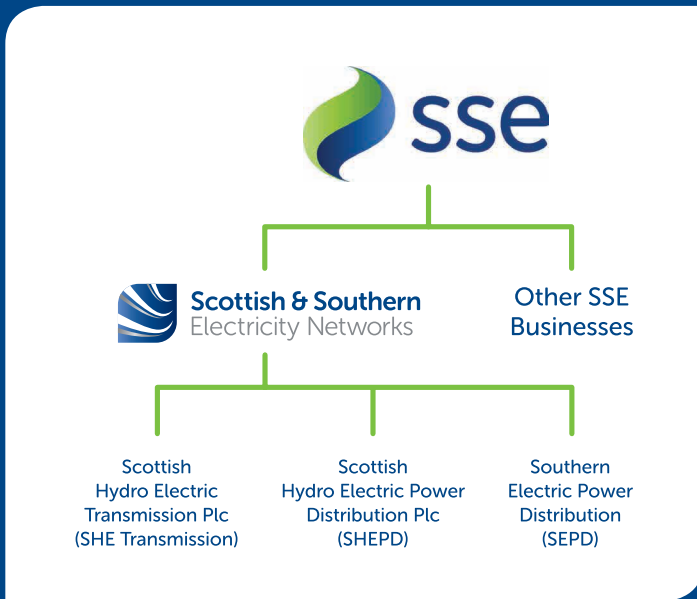 sse
Scottish & Southern
Electricity Networks
Other SSE
Businesses
Scottish
Hydro Electric
Transmission Plc
(SHE Transmission)
Scottish
Hydro Electric Power
Distribution Plc
(SHEPD)
Southern
Electric Power
Distribution
(SEPD)